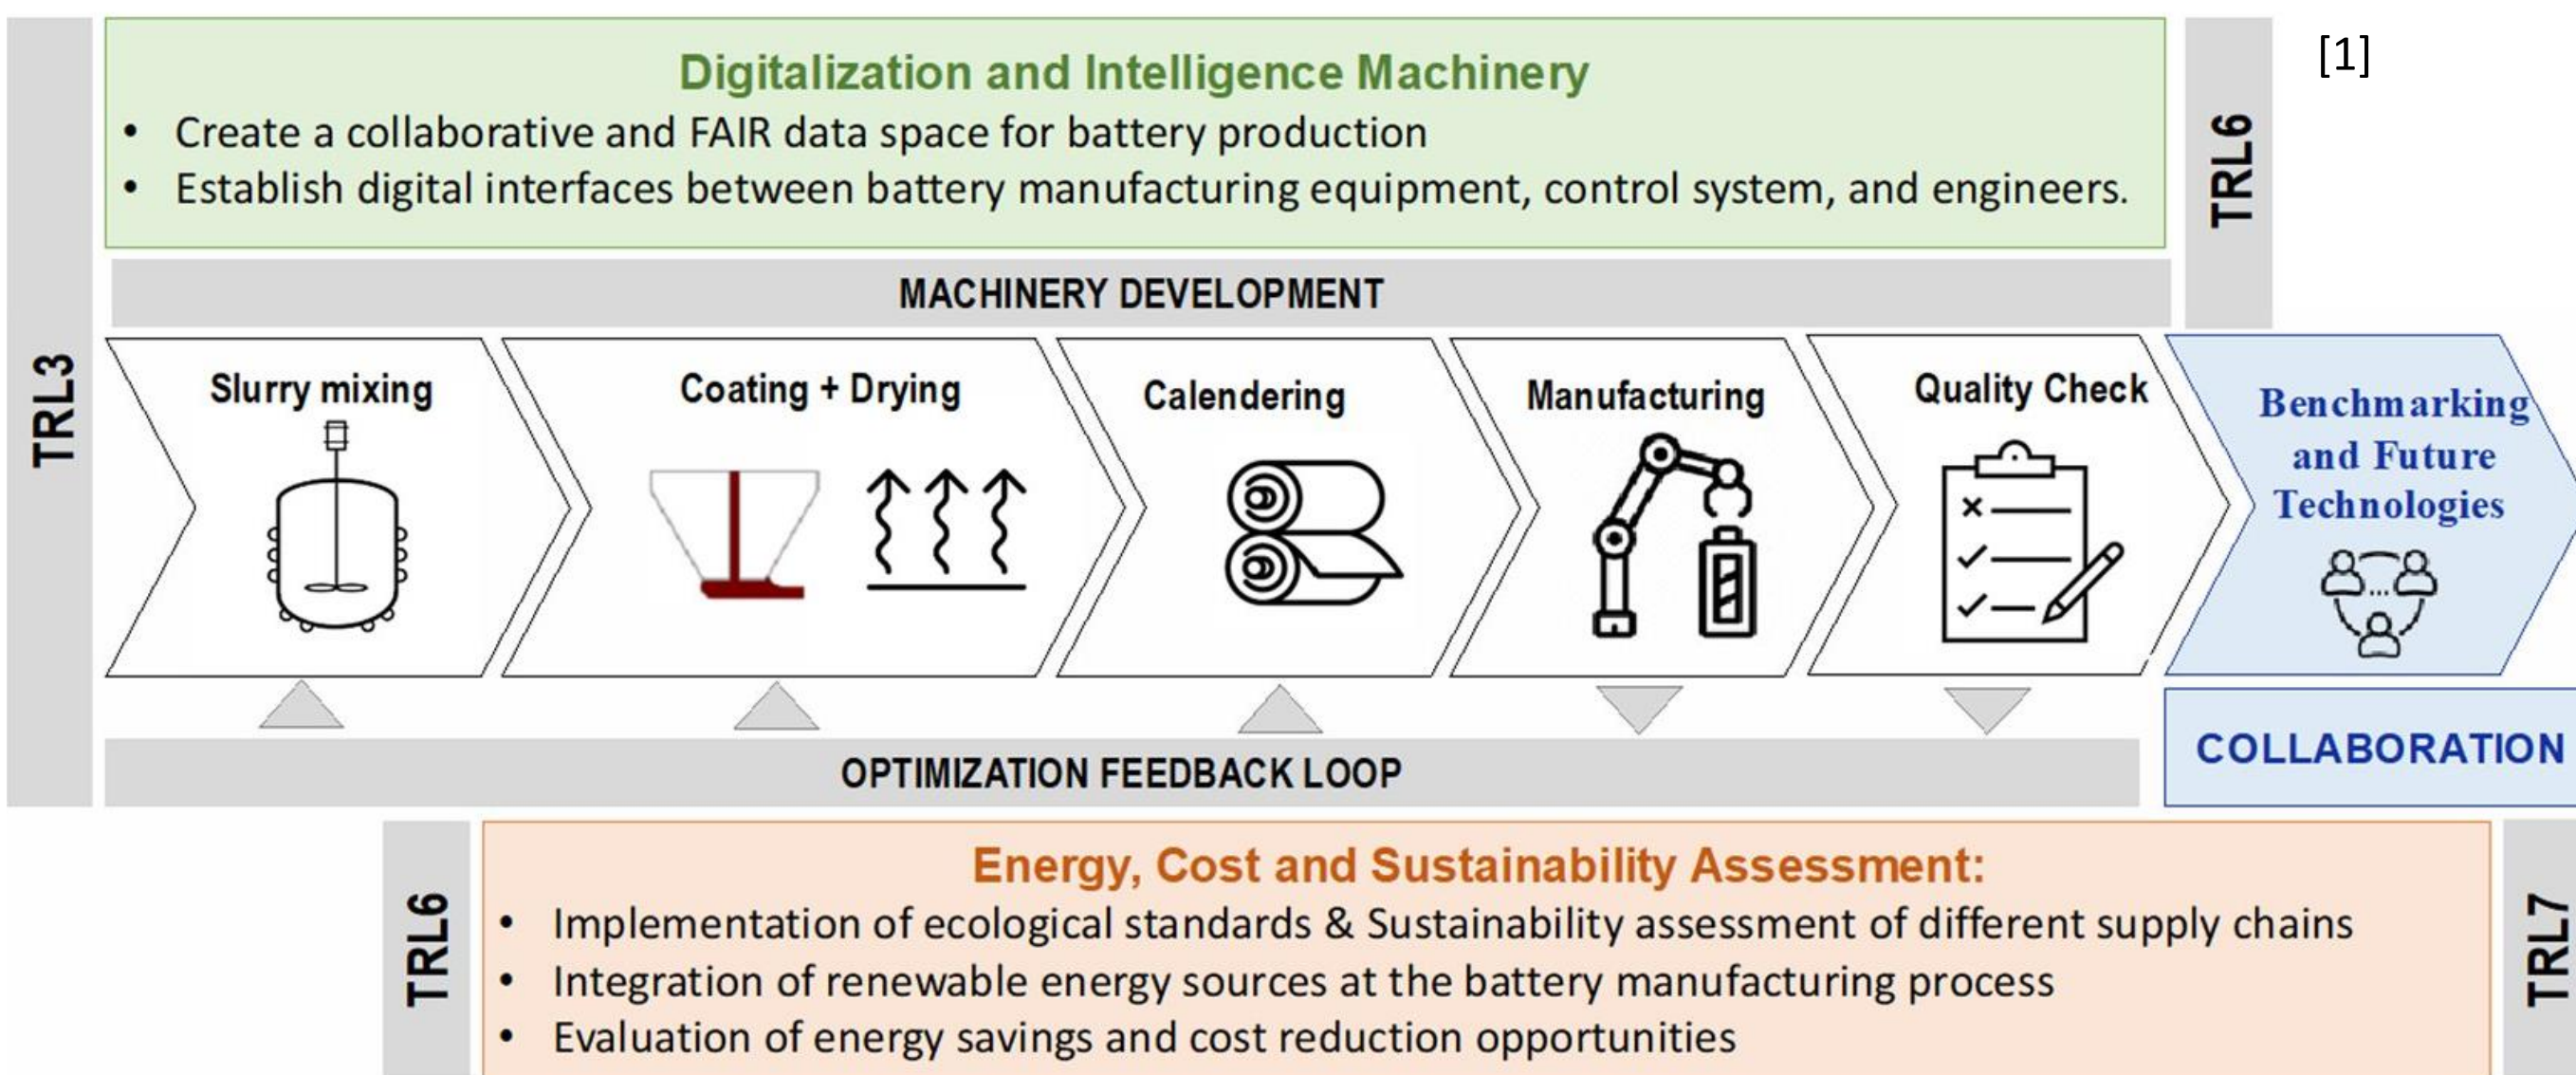 [1]
TRL3
Digitalization and Intelligence Machinery
• Create a collaborative and FAIR data space for battery production
• Establish digital interfaces between battery manufacturing equipment, control system, and engineers.
TRL6
MACHINERY DEVELOPMENT
Slurry mixing
Coating + Drying
Calendering
Manufacturing
Quality Check
Benchmarking
and Future
Technologies
OPTIMIZATION FEEDBACK LOOP
COLLABORATION
TRL6
Energy, Cost and Sustainability Assessment:
• Implementation of ecological standards & Sustainability assessment of different supply chains
• Integration of renewable energy sources at the battery manufacturing process
• Evaluation of energy savings and cost reduction opportunities
TRL7